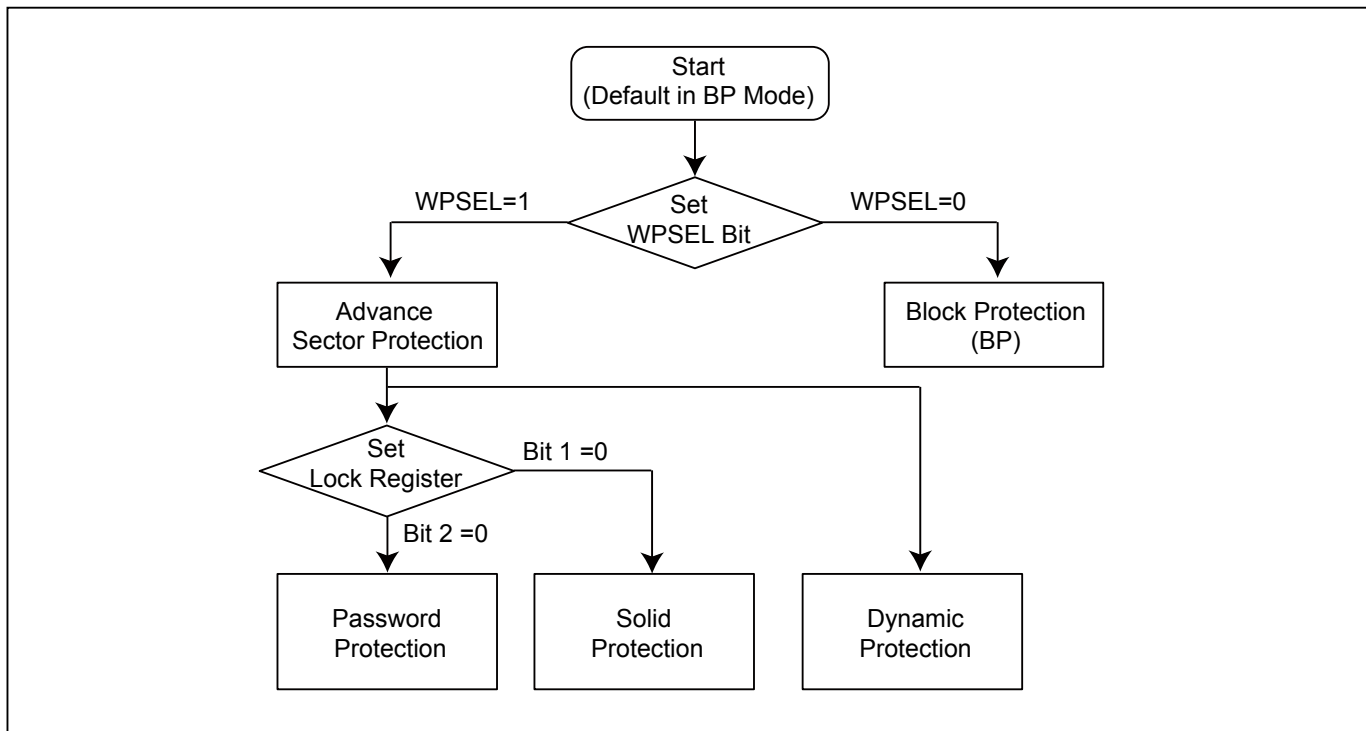 Start
(Default in BP Mode)
WPSEL=1
Set
WPSEL Bit
WPSEL=0
Advance
Sector Protection
Block Protection
(BP)
Set
Lock Register
Bit 1 =0
Bit 2 =0
Password
Protection
Solid
Protection
Dynamic
Protection